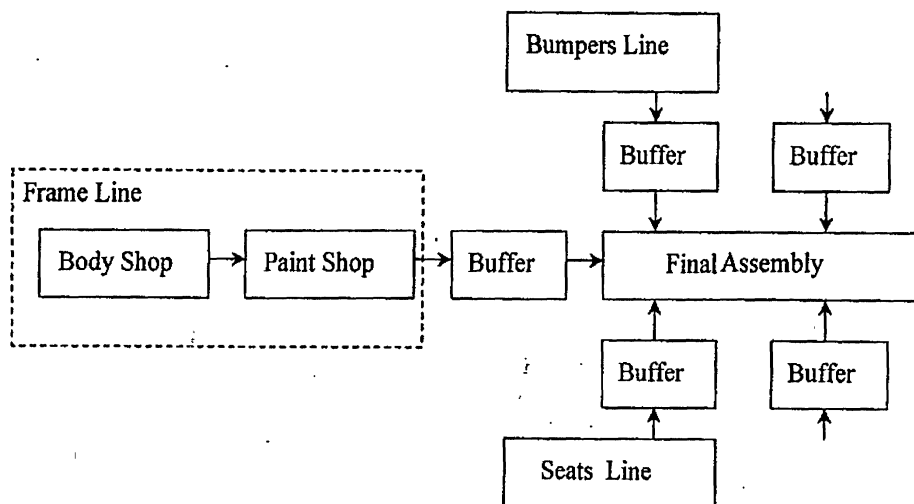 Bumpers Line
Buffer
Buffer
Frame Line
Body Shop
Paint Shop
Buffer
Final Assembly
Buffer
Buffer
Seats Line